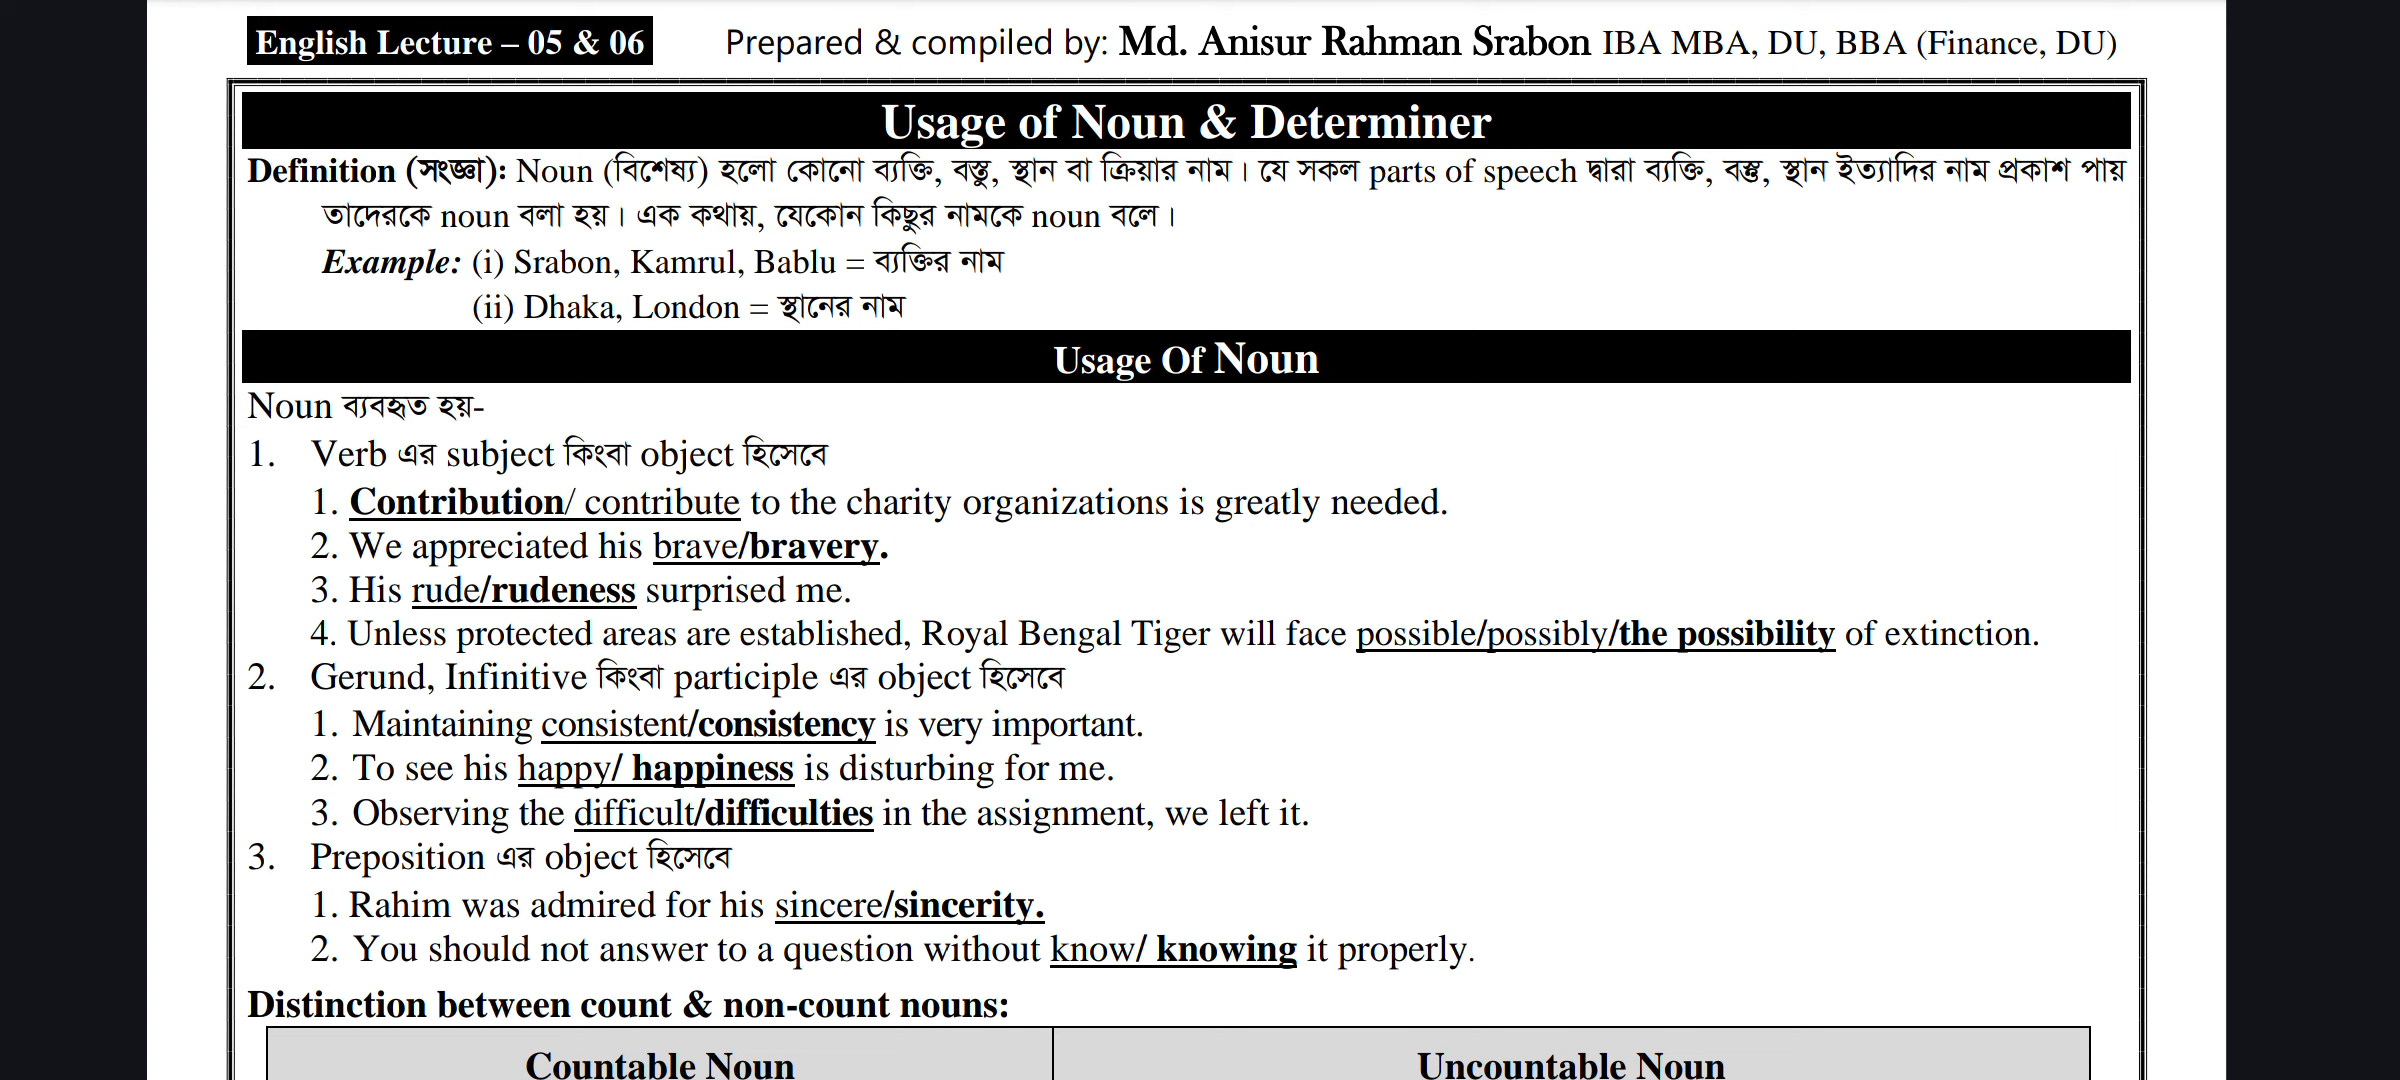 English Lecture – 05 & 06 Prepared & compiled by: Md. Anisur Rahman Srabon IBA MBA, DU, BBA (Finance, DU)
Usage of Noun & Determiner
Definition (সংজ্ঞা): Noun (বিশেষ্য) হলো কোনো ব্যক্তি, বস্তু, স্থান বা ক্রিয়ার নাম। যে সকল parts of speech দ্বারা ব্যক্তি, বস্তু, স্থান ইত্যাদির নাম প্রকাশ পায়
তাদেরকে noun বলা হয়। এক কথায়, যেকোন কিছুর নামকে noun বলে।
Example: (i) Srabon, Kamrul, Bablu = ব্যক্তির নাম
(ii) Dhaka, London = স্থানের নাম
Usage Of Noun
Noun ব্যবহৃত হয়-
1. Verb এর subject কিংবা object হিসেবে
1. Contribution/ contribute to the charity organizations is greatly needed.
2. We appreciated his brave/bravery.
3. His rude/rudeness surprised me.
4. Unless protected areas are established, Royal Bengal Tiger will face possible/possibly/the possibility of extinction.
2. Gerund, Infinitive কিংবা participle এর object হিসেবে
1. Maintaining consistent/consistency is very important.
2. To see his happy/ happiness is disturbing for me.
3. Observing the difficult/difficulties in the assignment, we left it.
3. Preposition এর object হিসেবে
1. Rahim was admired for his sincere/sincerity.
2. You should not answer to a question without know/ knowing it properly.
Distinction between count & non-count nouns:
Countable Noun Uncountable Noun